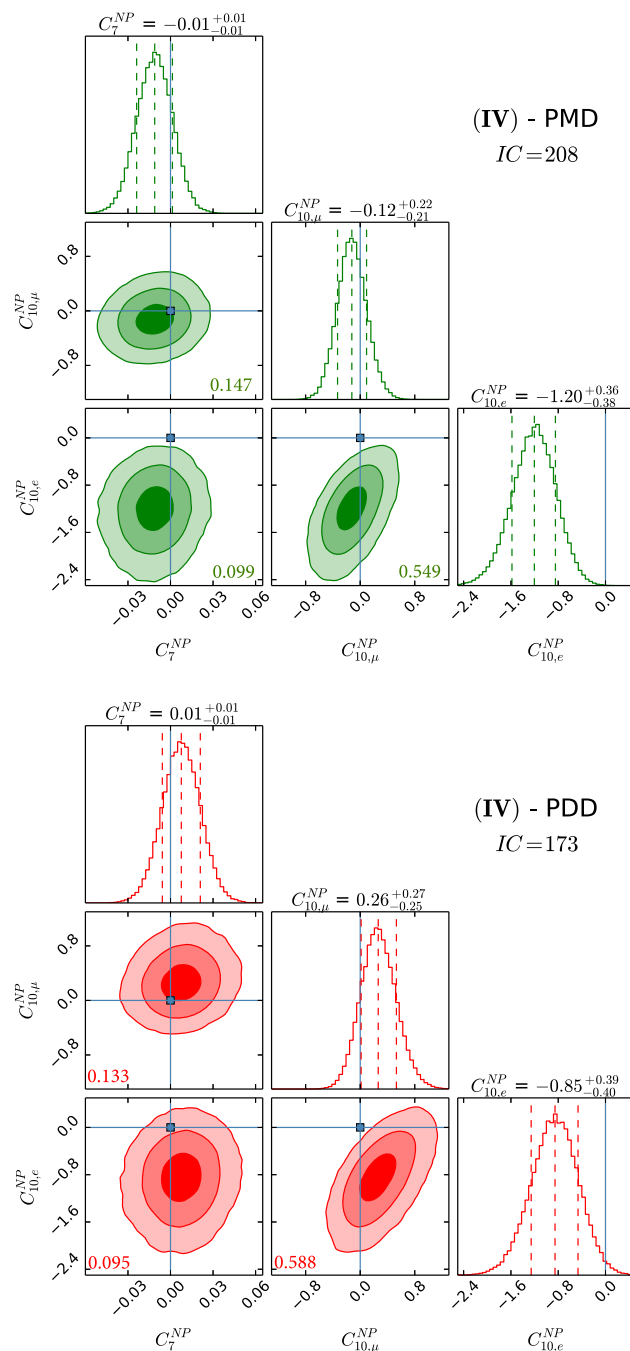 C_7^{NP} = −0.01^{+0.01}_{−0.01}
(IV) - PMD
IC=208
C_{10,μ}^{NP} = −0.12^{+0.22}_{−0.21}
C_{10,μ}^{NP}
0.8
0.0
−0.8
0.147
C_{10,e}^{NP} = −1.20^{+0.36}_{−0.38}
C_{10,e}^{NP}
0.0
−0.8
−1.6
−2.4
0.099
0.549
−0.03 0.00 0.03 0.06
−0.8 0.0 0.8
−2.4 −1.6 −0.8 0.0
C_7^{NP} C_{10,μ}^{NP} C_{10,e}^{NP}
C_7^{NP} = 0.01^{+0.01}_{−0.01}
(IV) - PDD
IC=173
C_{10,μ}^{NP} = 0.26^{+0.27}_{−0.25}
C_{10,μ}^{NP}
0.8
0.0
−0.8
0.133
C_{10,e}^{NP} = −0.85^{+0.39}_{−0.40}
C_{10,e}^{NP}
0.0
−0.8
−1.6
−2.4
0.095
0.588
−0.03 0.00 0.03 0.06
−0.8 0.0 0.8
−2.4 −1.6 −0.8 0.0
C_7^{NP} C_{10,μ}^{NP} C_{10,e}^{NP}